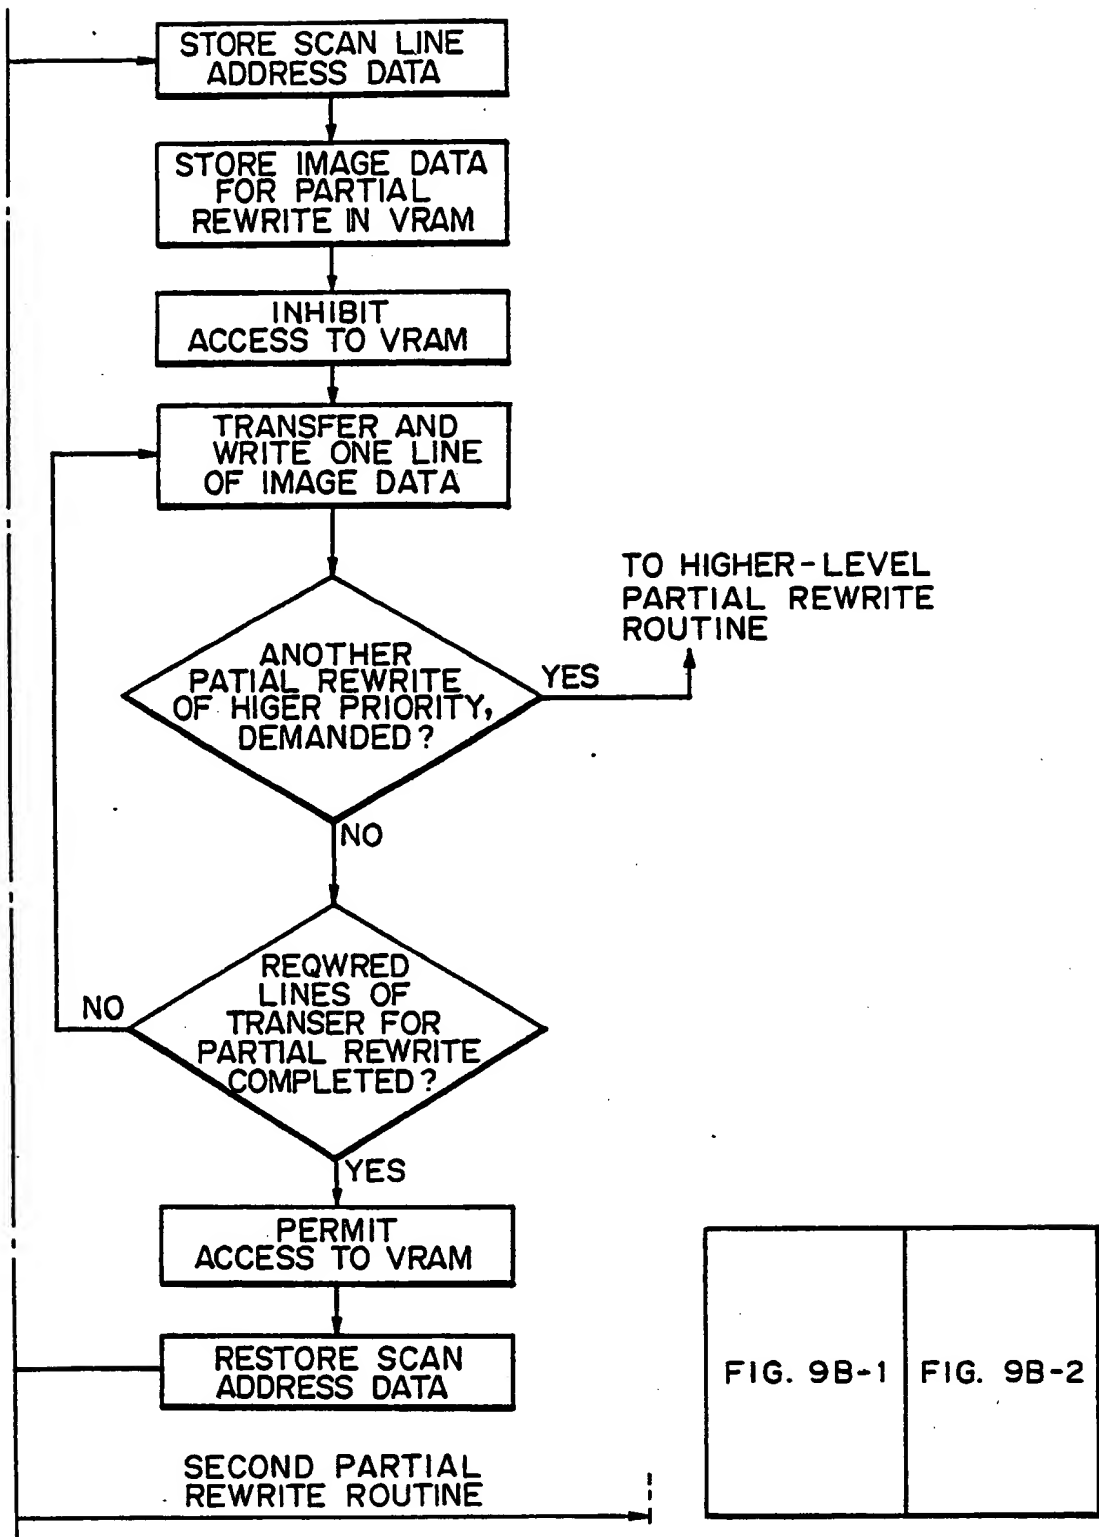 STORE SCAN LINE
ADDRESS DATA
STORE IMAGE DATA
FOR PARTIAL
REWRITE IN VRAM
INHIBIT
ACCESS TO VRAM
TRANSFER AND
WRITE ONE LINE
OF IMAGE DATA
TO HIGHER-LEVEL
PARTIAL REWRITE
ROUTINE
ANOTHER
PATIAL REWRITE
OF HIGER PRIORITY,
DEMANDED?
YES
NO
REQWRED
LINES OF
TRANSER FOR
PARTIAL REWRITE
COMPLETED?
NO
YES
PERMIT
ACCESS TO VRAM
RESTORE SCAN
ADDRESS DATA
FIG. 9B-1
FIG. 9B-2
SECOND PARTIAL
REWRITE ROUTINE